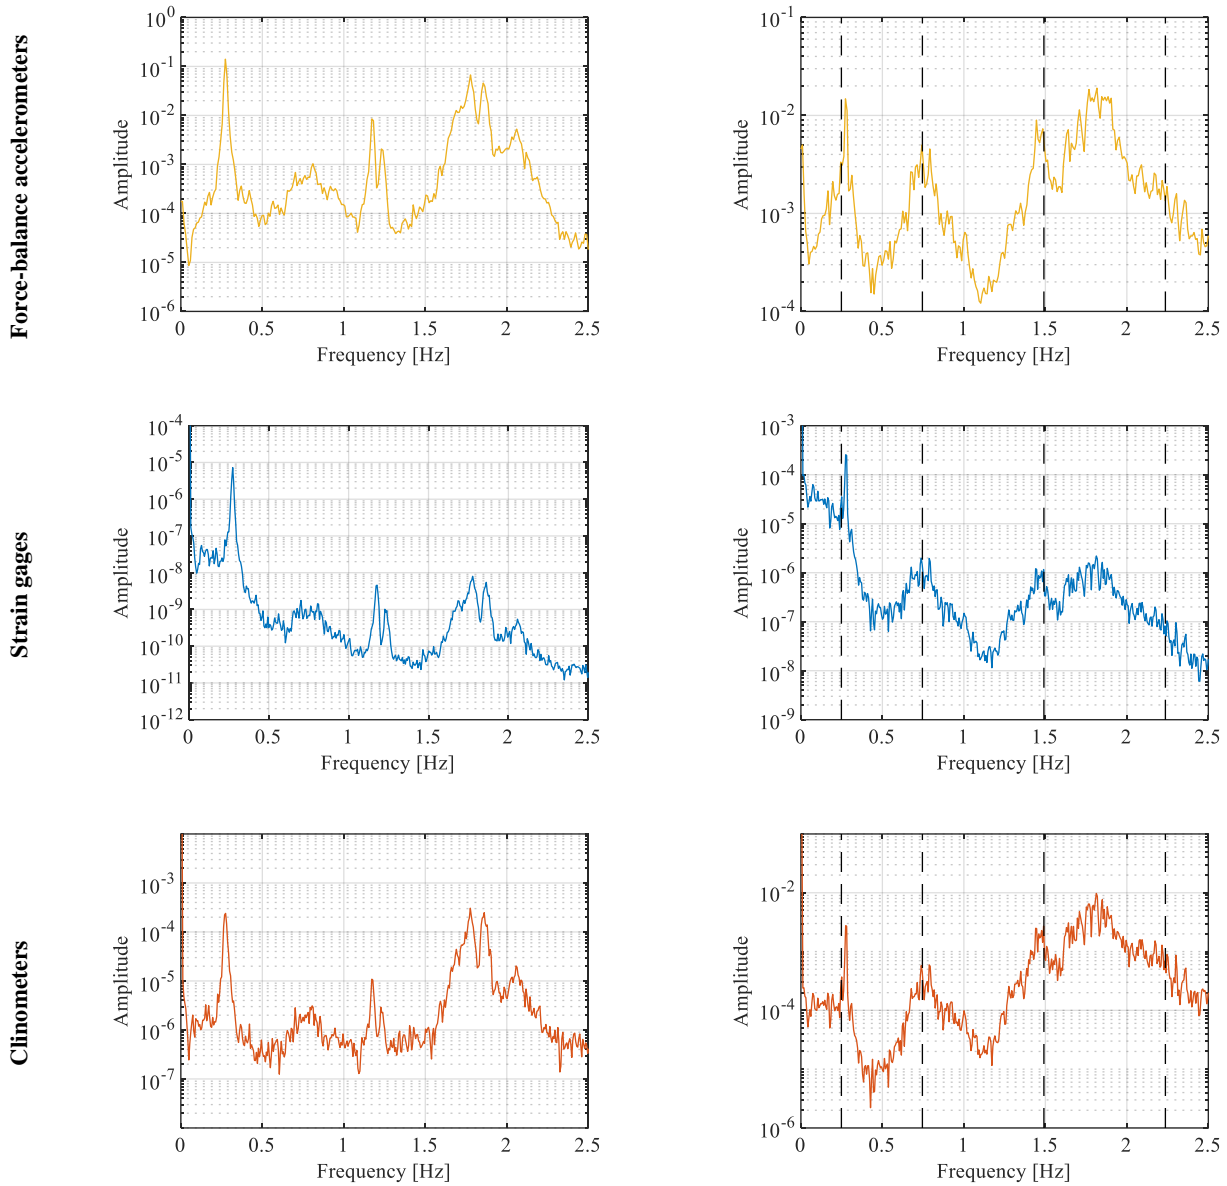 Force-balance accelerometers
Amplitude
10^0
10^-1
10^-2
10^-3
10^-4
10^-5
10^-6
0 0.5 1 1.5 2 2.5
Frequency [Hz]
Amplitude
10^-1
10^-2
10^-3
10^-4
0 0.5 1 1.5 2 2.5
Frequency [Hz]
Strain gages
Amplitude
10^-4
10^-5
10^-6
10^-7
10^-8
10^-9
10^-10
10^-11
10^-12
0 0.5 1 1.5 2 2.5
Frequency [Hz]
Amplitude
10^-3
10^-4
10^-5
10^-6
10^-7
10^-8
10^-9
0 0.5 1 1.5 2 2.5
Frequency [Hz]
Clinometers
Amplitude
10^-3
10^-4
10^-5
10^-6
10^-7
0 0.5 1 1.5 2 2.5
Frequency [Hz]
Amplitude
10^-2
10^-4
10^-6
0 0.5 1 1.5 2 2.5
Frequency [Hz]